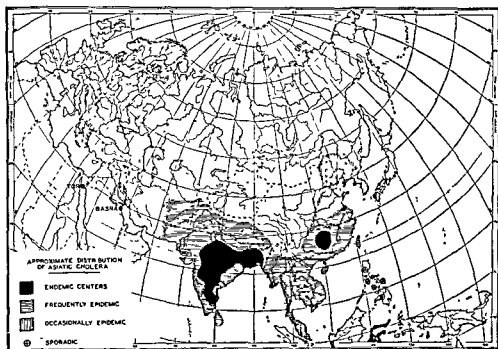 BASRA
APPROXIMATE DISTRIBUTION
OF ASIATIC CHOLERA
ENDEMIC CENTERS
FREQUENTLY EPIDEMIC
OCCASIONALLY EPIDEMIC
SPORADIC